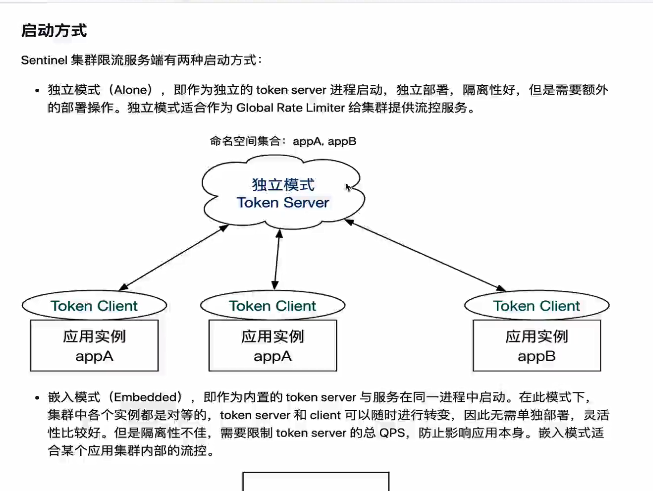 启动方式
Sentinel 集群限流服务端有两种启动方式：
• 独立模式（Alone），即作为独立的 token server 进程启动，独立部署，隔离性好，但是需要额外
的部署操作。独立模式适合作为 Global Rate Limiter 给集群提供流控服务。
命名空间集合：appA, appB
独立模式
Token Server
Token Client Token Client Token Client
应用实例 应用实例 应用实例
appA appA appB
• 嵌入模式（Embedded），即作为内置的 token server 与服务在同一进程中启动。在此模式下，
集群中各个实例都是对等的，token server 和 client 可以随时进行转变，因此无需单独部署，灵活
性比较好。但是隔离性不佳，需要限制 token server 的总 QPS，防止影响应用本身。嵌入模式适
合某个应用集群内部的流控。